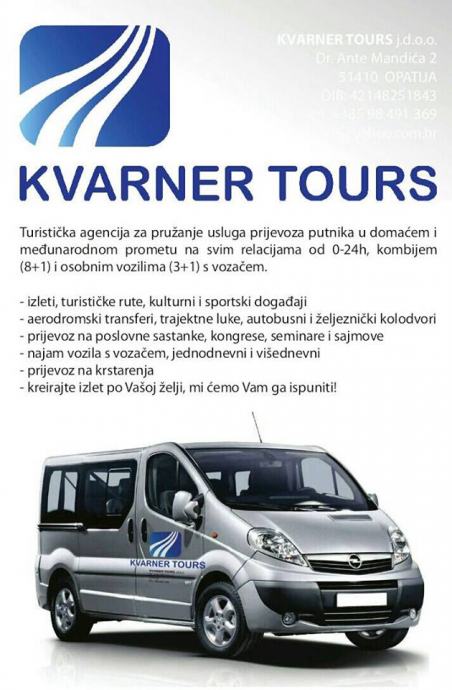 KVARNER TOURS j.d.o.o.
Dr. Ante Mandića 2
51410 OPATIJA
OIB: 42148251843
98 491 369
KVARNER TOURS
Turistička agencija za pružanje usluga prijevoza putnika u domaćem i
međunarodnom prometu na svim relacijama od 0-24h, kombijem
(8+1) i osobnim vozilima (3+1) s vozačem.
- izleti, turističke rute, kulturni i sportski događaji
- aerodromski transferi, trajektne luke, autobusni i željeznički kolodvori
- prijevoz na poslovne sastanke, kongrese, seminare i sajmove
- najam vozila s vozačem, jednodnevni i višednevni
- prijevoz na krstarenja
- kreirajte izlet po Vašoj želji, mi ćemo Vam ga ispuniti!
KVARNER TOURS